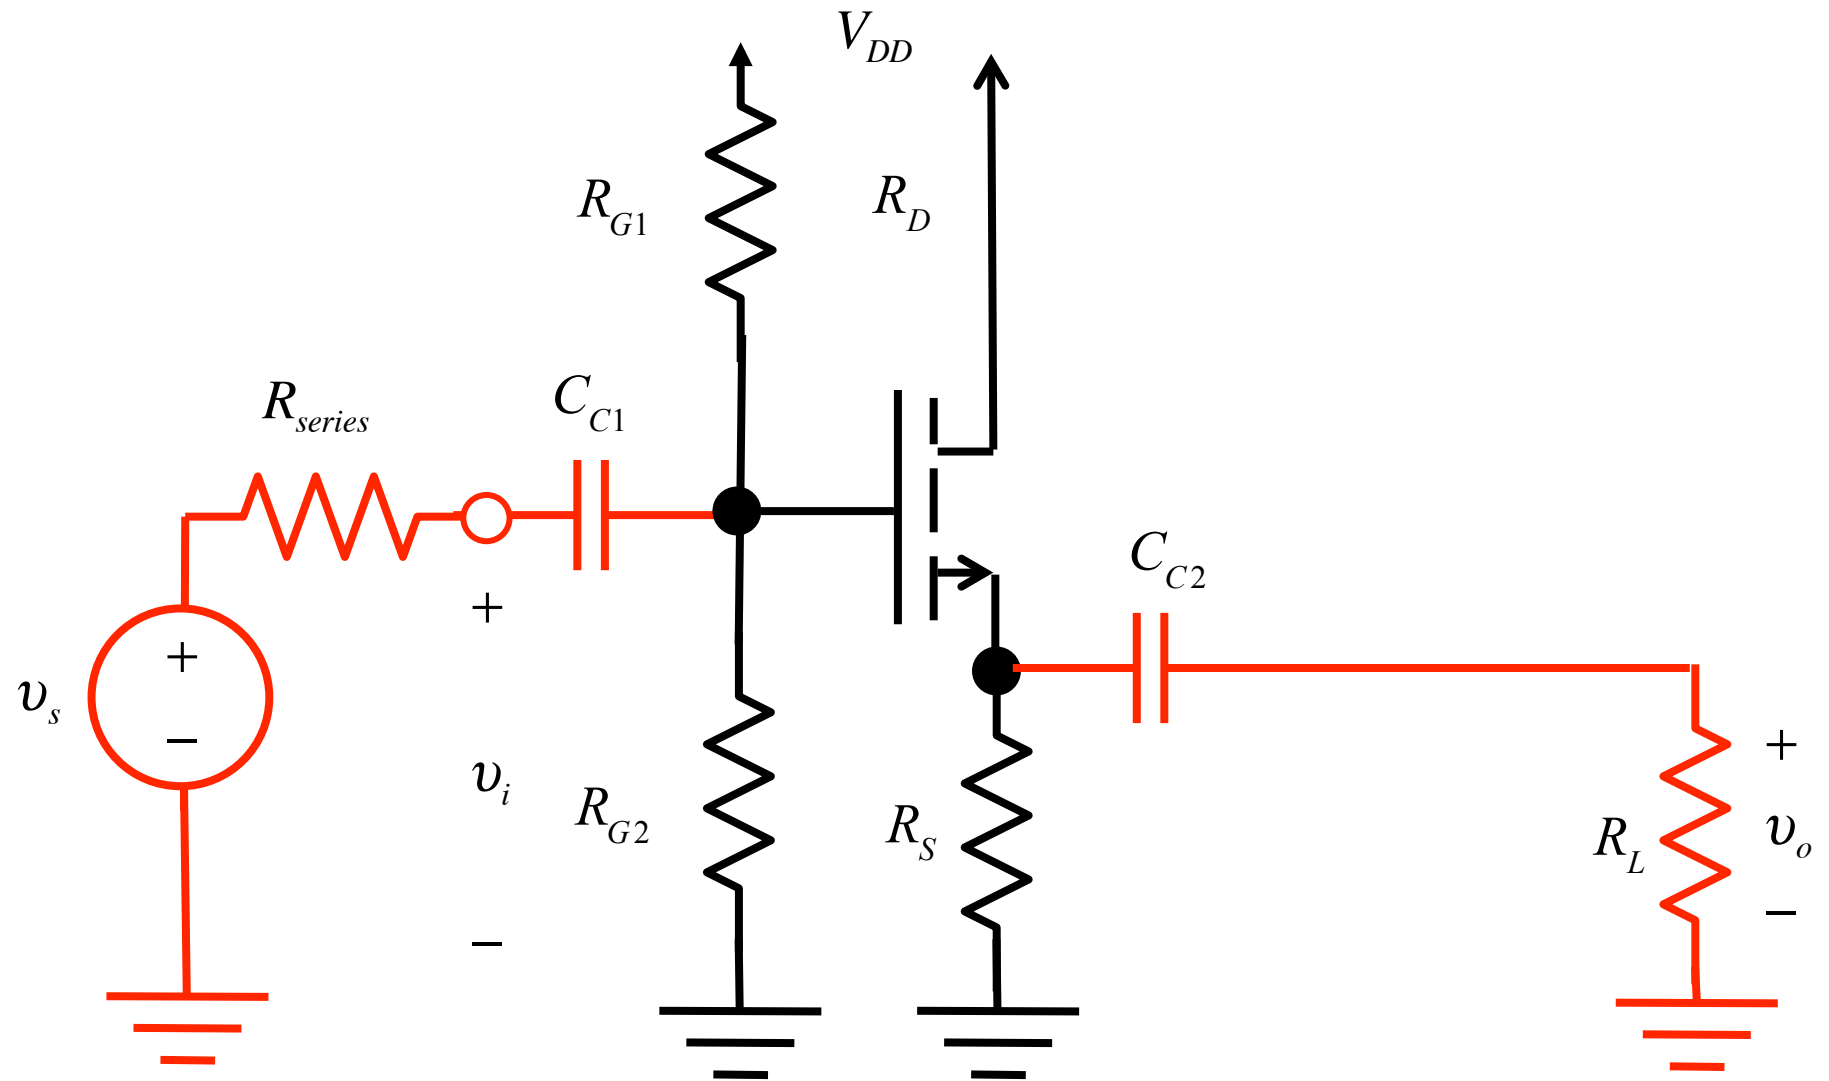 V_DD
R_G1
R_D
R_series
C_C1
C_C2
+
+
υ_s
−
υ_i
−
R_G2
R_S
R_L
+
υ_o
−